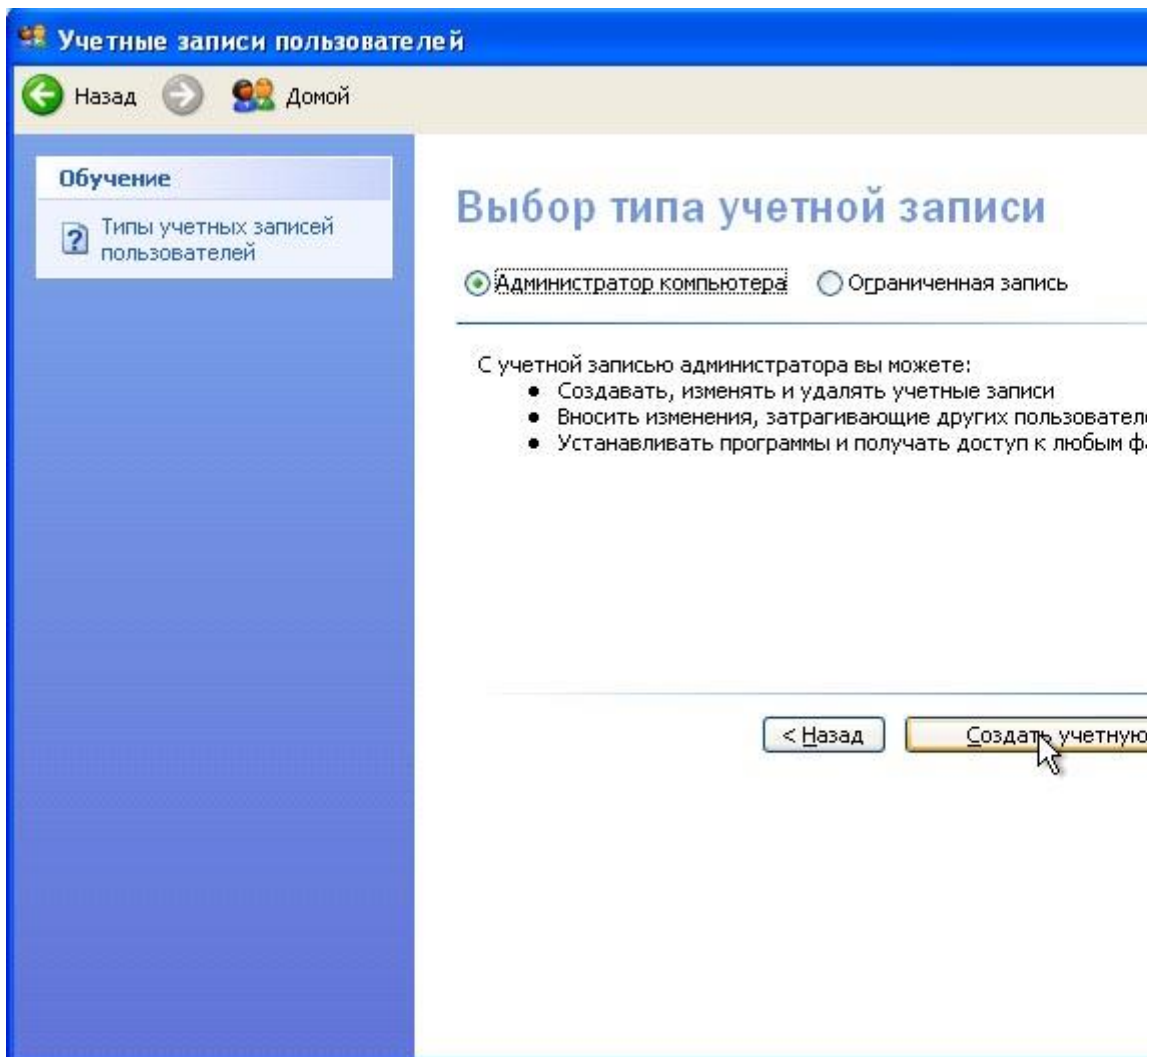 Учетные записи пользователей
Назад Домой
Обучение
Типы учетных записей
пользователей
Выбор типа учетной записи
Администратор компьютера Ограниченная запись
С учетной записью администратора вы можете:
• Создавать, изменять и удалять учетные записи
• Вносить изменения, затрагивающие других
• Устанавливать программы и получать доступ к любым
< Назад Создать учетную